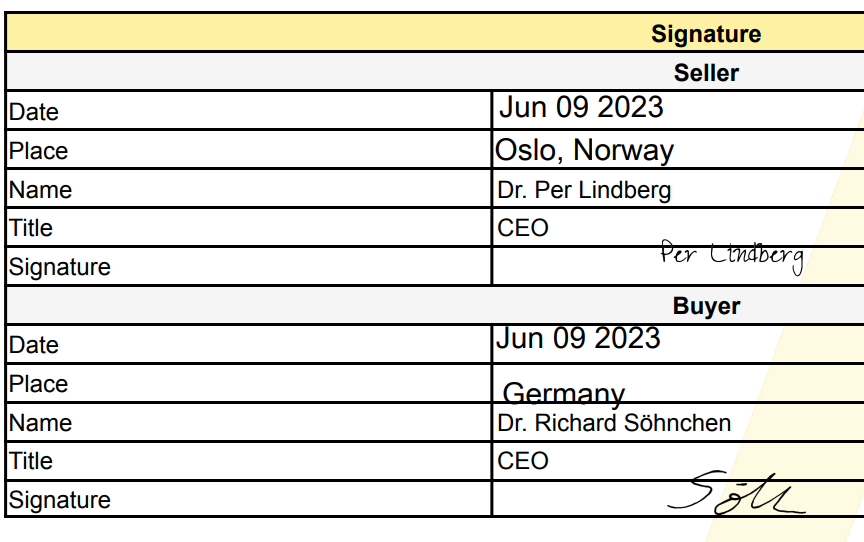 Signature
Seller
Date Jun 09 2023
Place Oslo, Norway
Name Dr. Per Lindberg
Title CEO
Signature Per Lindberg
Buyer
Date Jun 09 2023
Place Germany
Name Dr. Richard Söhnchen
Title CEO
Signature